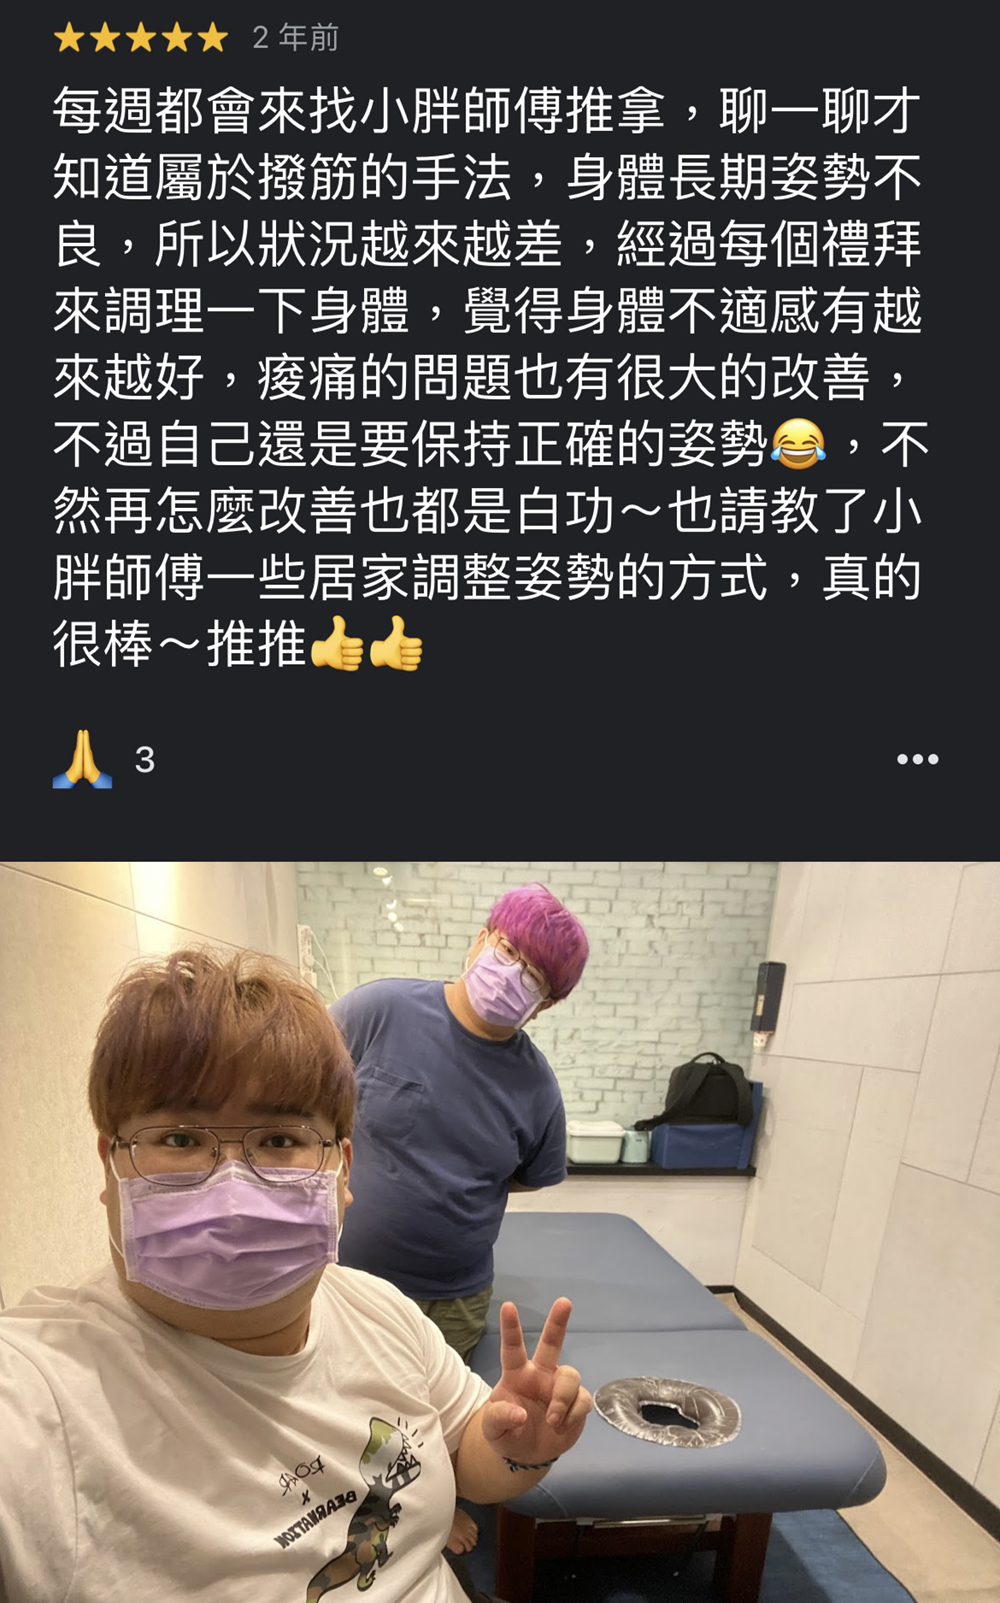 2 年前
每週都會來找小胖師傅推拿，聊一聊才
知道屬於撥筋的手法，身體長期姿勢不
良，所以狀況越來越差，經過每個禮拜
來調理一下身體，覺得身體不適感有越
來越好，痠痛的問題也有很大的改善，
不過自己還是要保持正確的姿勢😂，不
然再怎麼改善也都是白功～也請教了小
胖師傅一些居家調整姿勢的方式，真的
很棒～推推👍👍
🙏 3
ROAR
X
BEARNATION